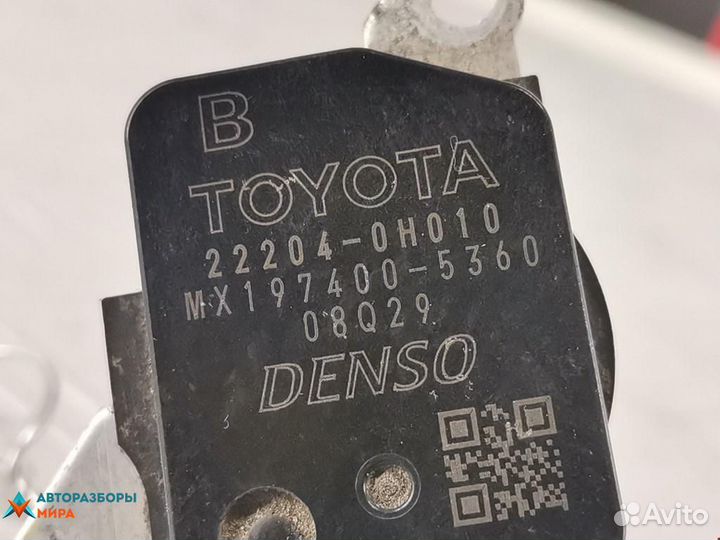 B
TOYOTA
22204-0H010
MX197400-5360
08Q29
DENSO
АВТОРАЗБОРЫ
МИРА
Avito